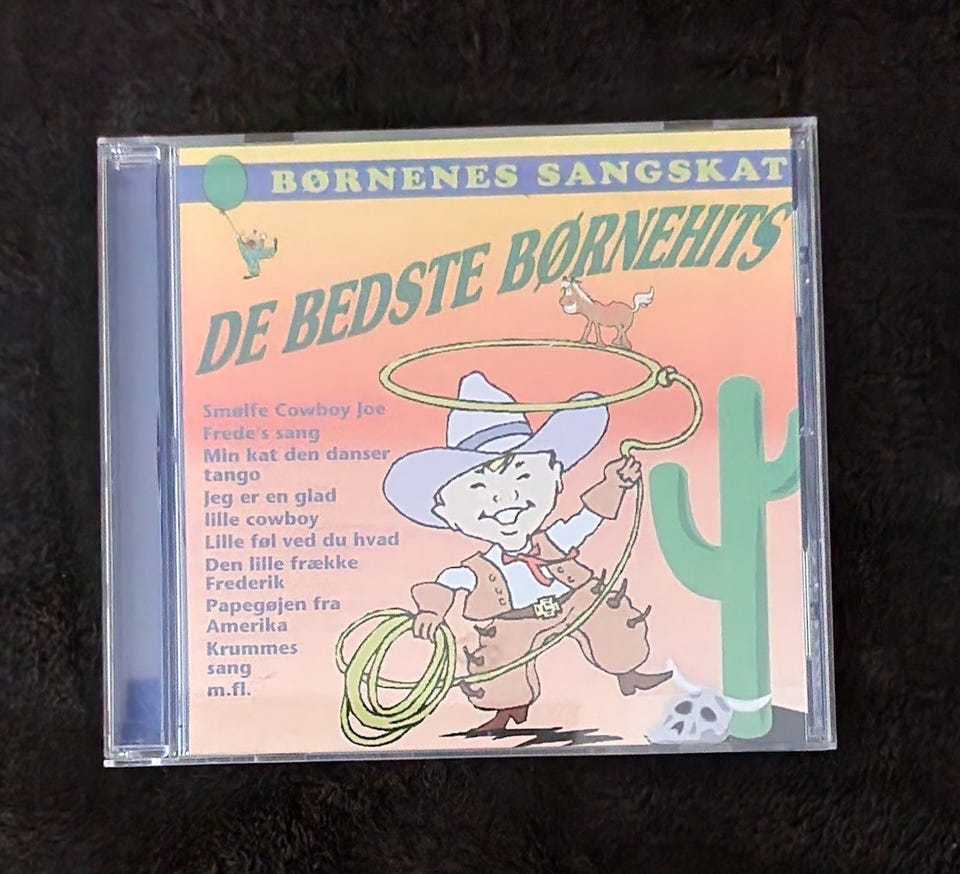 BØRNENES SANGSKAT
DE BEDSTE BØRNEHITS
Smølfe Cowboy Joe
Frede's sang
Min kat den danser
tango
Jeg er en glad
lille cowboy
Lille føl ved du hvad
Den lille frække
Frederik
Papegøjen fra
Amerika
Krummes
sang
m.fl.